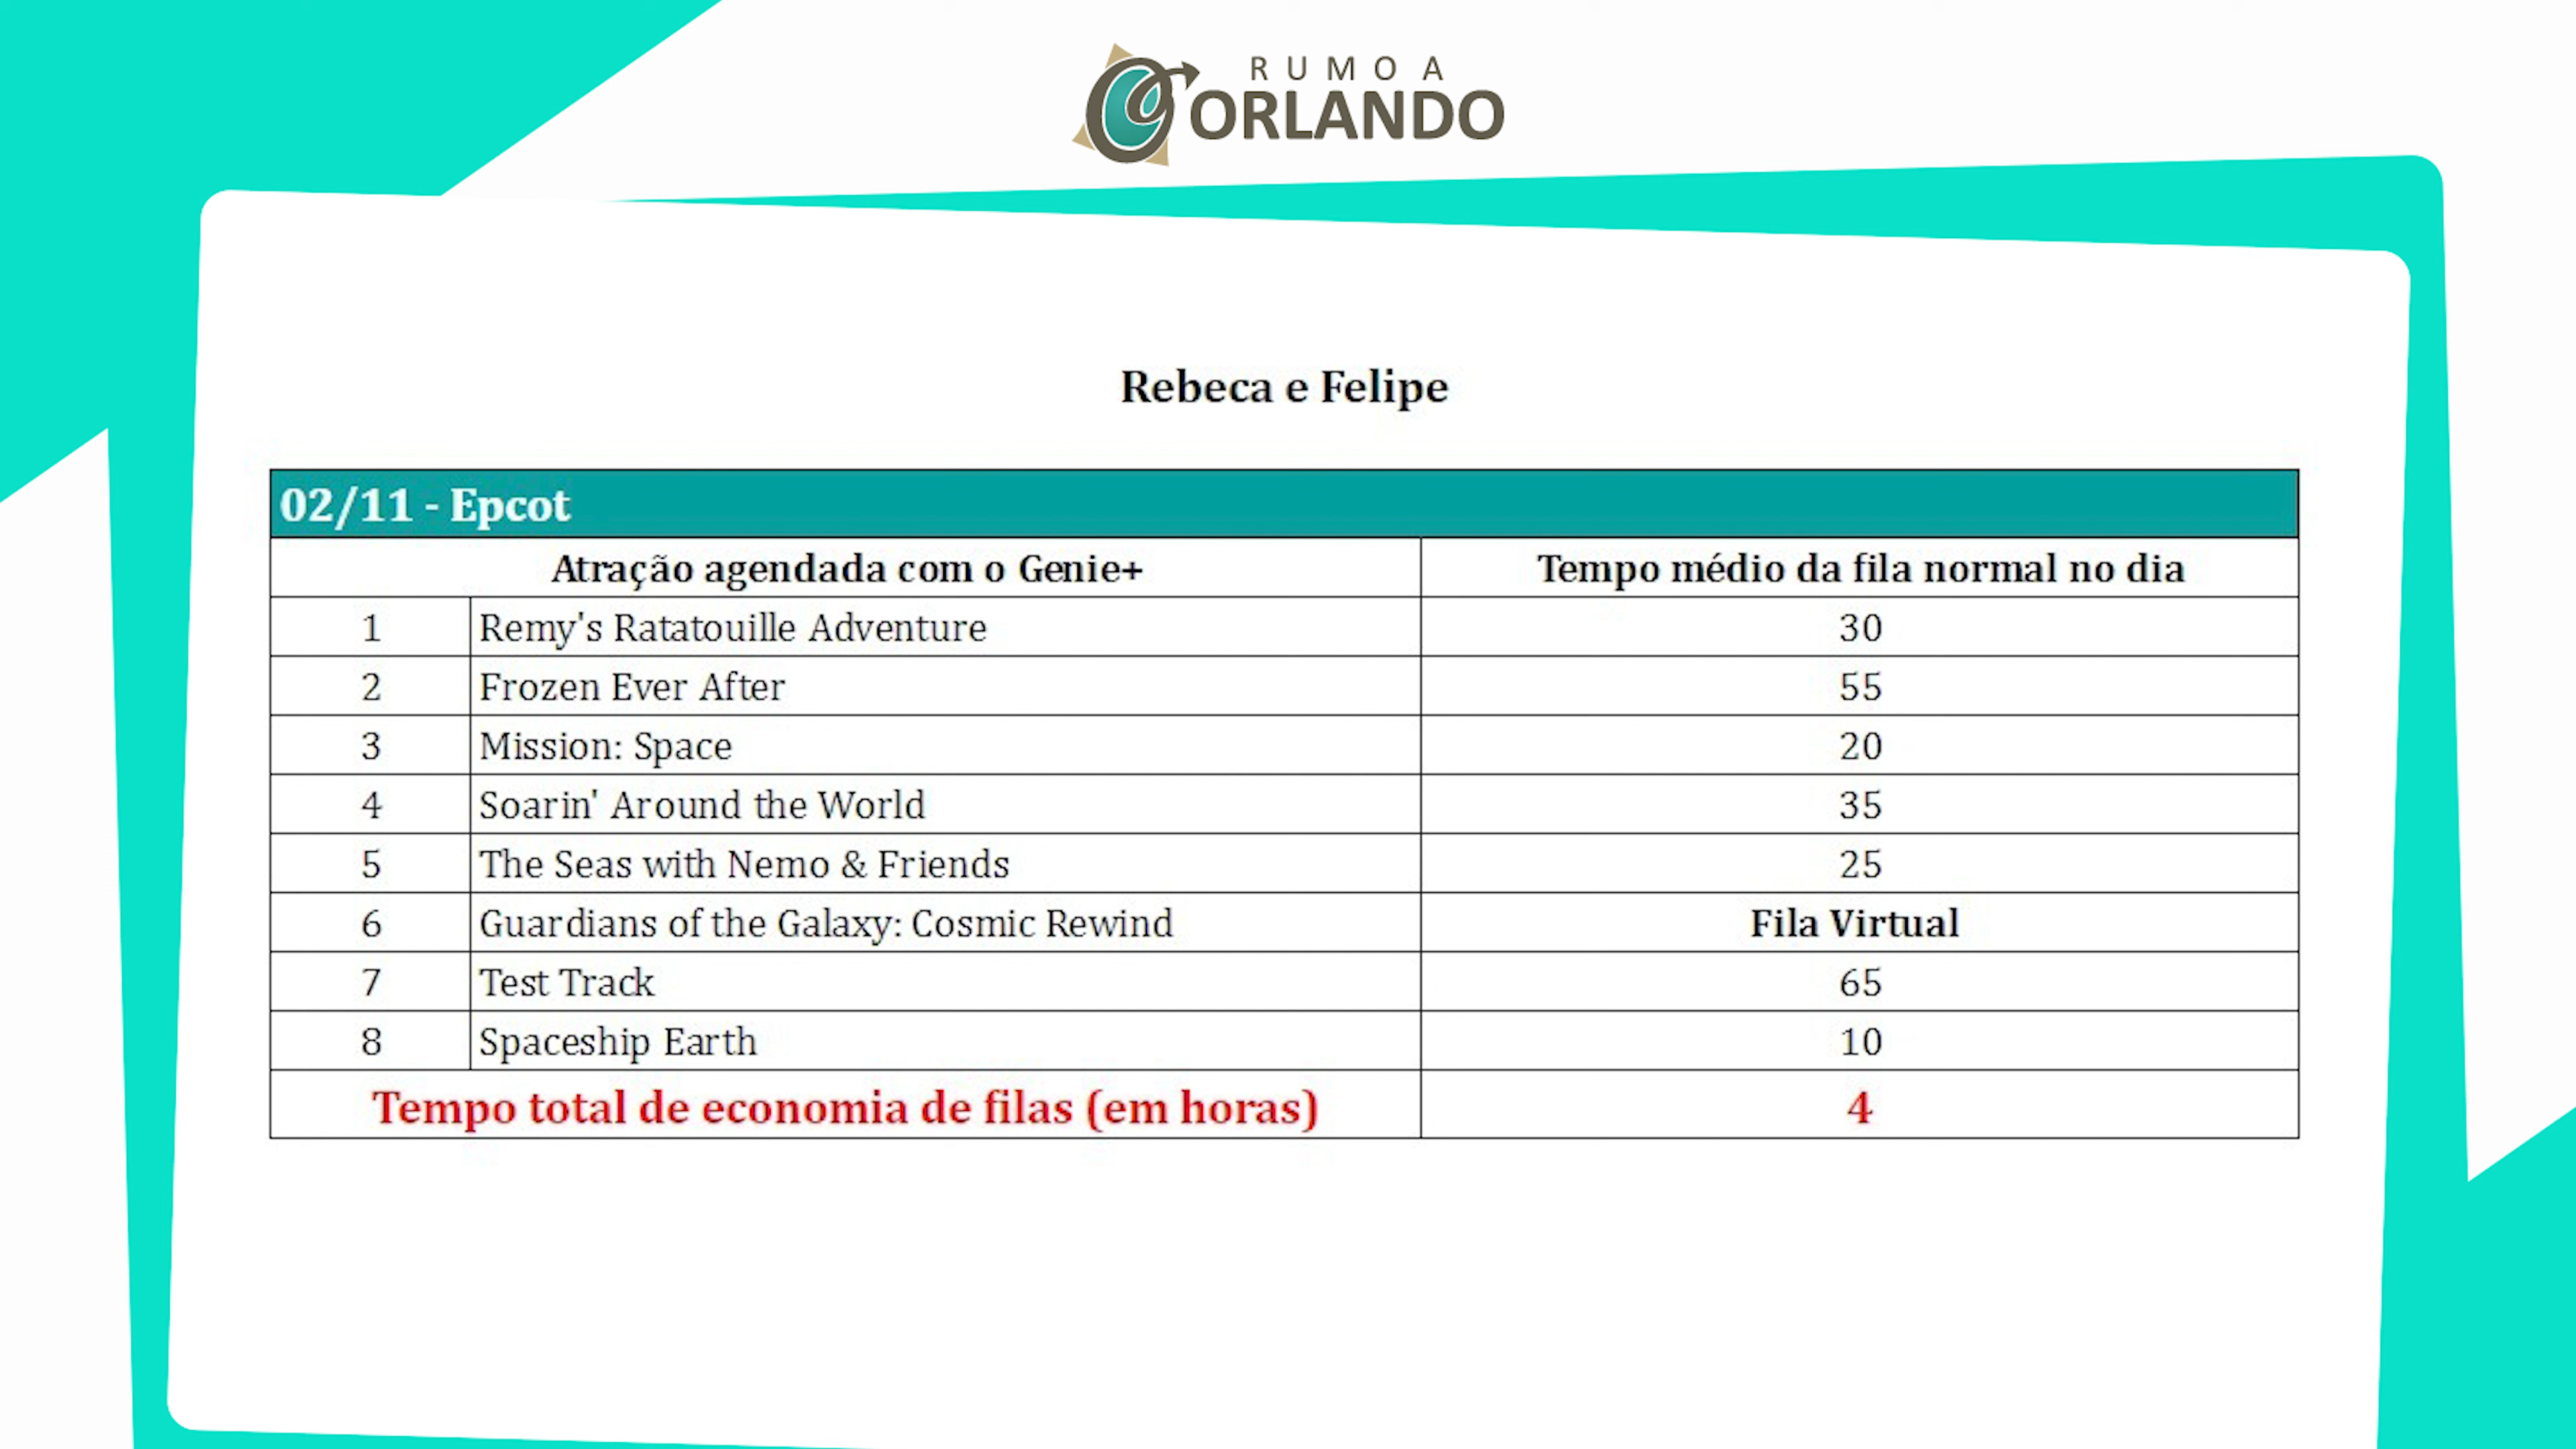 RUMO A
ORLANDO
Rebeca e Felipe
02/11 - Epcot
Atração agendada com o Genie+ Tempo médio da fila normal no dia
1 Remy's Ratatouille Adventure 30
2 Frozen Ever After 55
3 Mission: Space 20
4 Soarin' Around the World 35
5 The Seas with Nemo & Friends 25
6 Guardians of the Galaxy: Cosmic Rewind Fila Virtual
7 Test Track 65
8 Spaceship Earth 10
Tempo total de economia de filas (em horas) 4